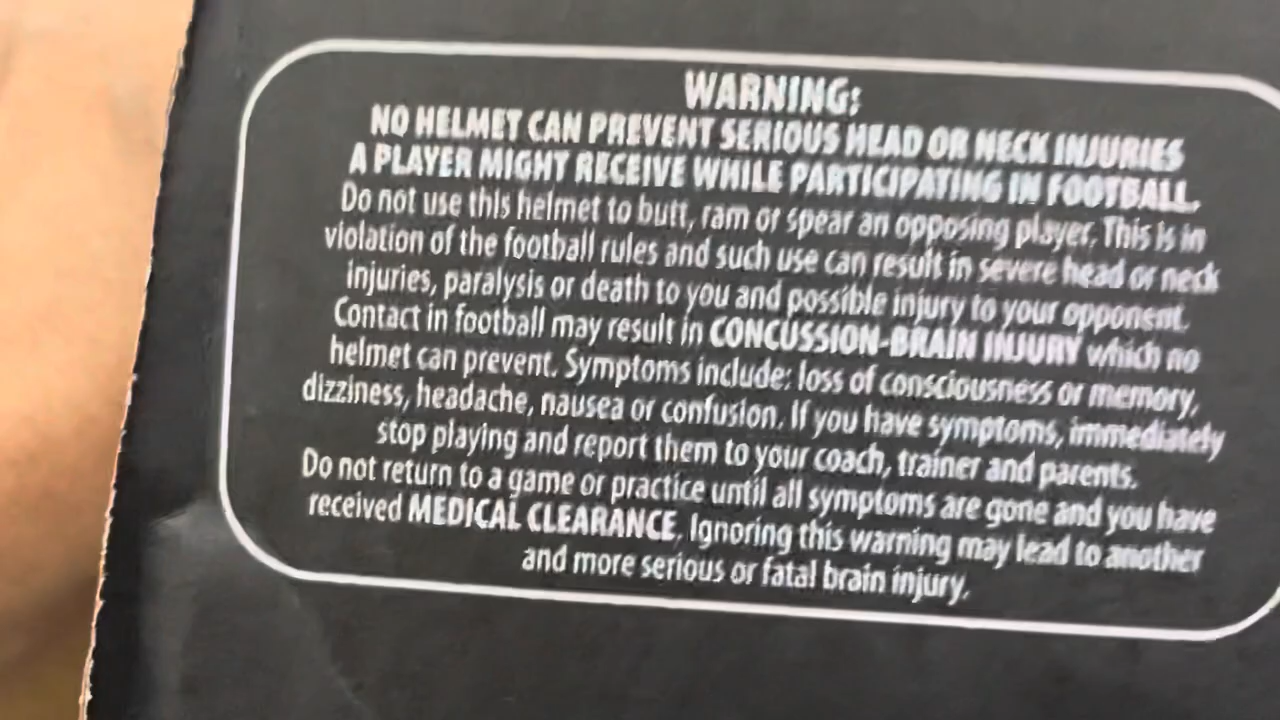 WARNING:
NO HELMET CAN PREVENT SERIOUS HEAD OR NECK INJURIES
A PLAYER MIGHT RECEIVE WHILE PARTICIPATING IN FOOTBALL.
Do not use this helmet to butt, ram or spear an opposing player. This is in
violation of the football rules and such use can result in severe head or neck
injuries, paralysis or death to you and possible injury to your opponent.
Contact in football may result in CONCUSSION-BRAIN INJURY which no
helmet can prevent. Symptoms include: loss of consciousness or memory,
dizziness, headache, nausea or confusion. If you have symptoms, immediately
stop playing and report them to your coach, trainer and parents.
Do not return to a game or practice until all symptoms are gone and you have
received MEDICAL CLEARANCE. Ignoring this warning may lead to another
and more serious or fatal brain injury.